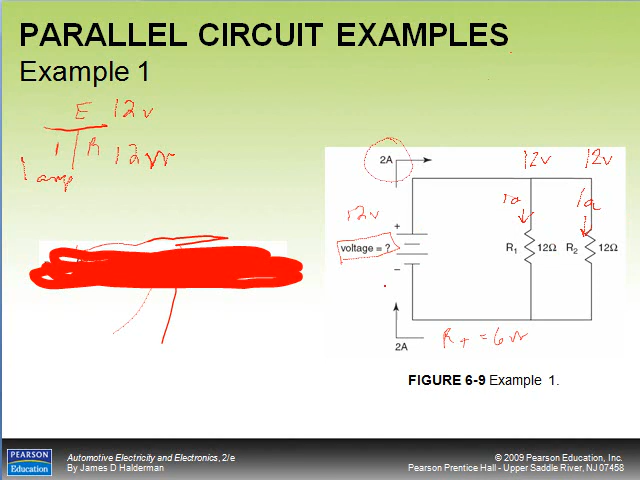 PARALLEL CIRCUIT EXAMPLES
Example 1
E 12v
I R 12
1 amp
2A
12v 12v
1a 1a
12v
+
voltage = ?
R1 12Ω R2 12Ω
–
2A
RT = 6
FIGURE 6-9 Example 1.
PEARSON
Education
Automotive Electricity and Electronics, 2/e
By James D Halderman
© 2009 Pearson Education, Inc.
Pearson Prentice Hall - Upper Saddle River, NJ 07458